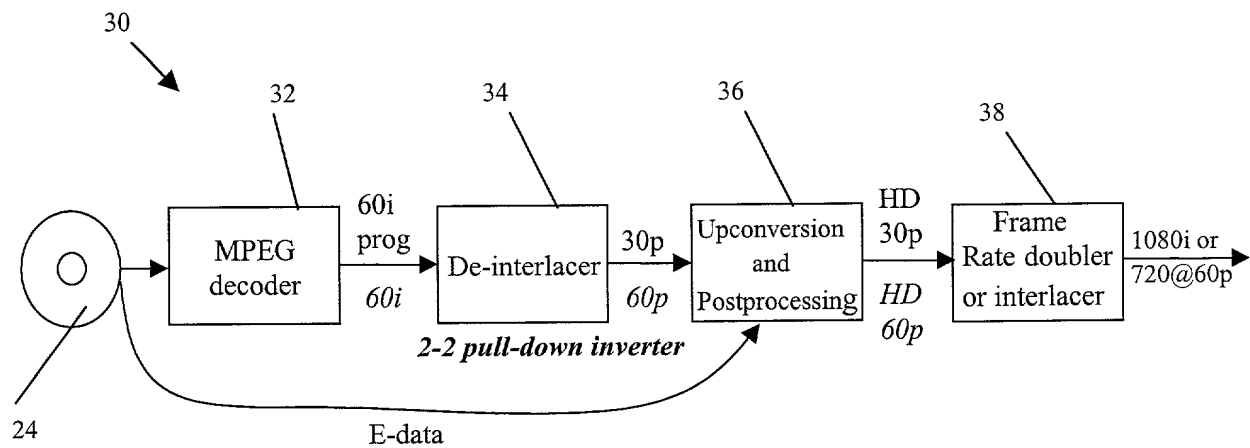 30
32
34
36
38
MPEG
decoder
60i
prog
60i
De-interlacer
30p
60p
2-2 pull-down inverter
Upconversion
and
Postprocessing
HD
30p
HD
60p
Frame
Rate doubler
or interlacer
1080i or
720@60p
24
E-data